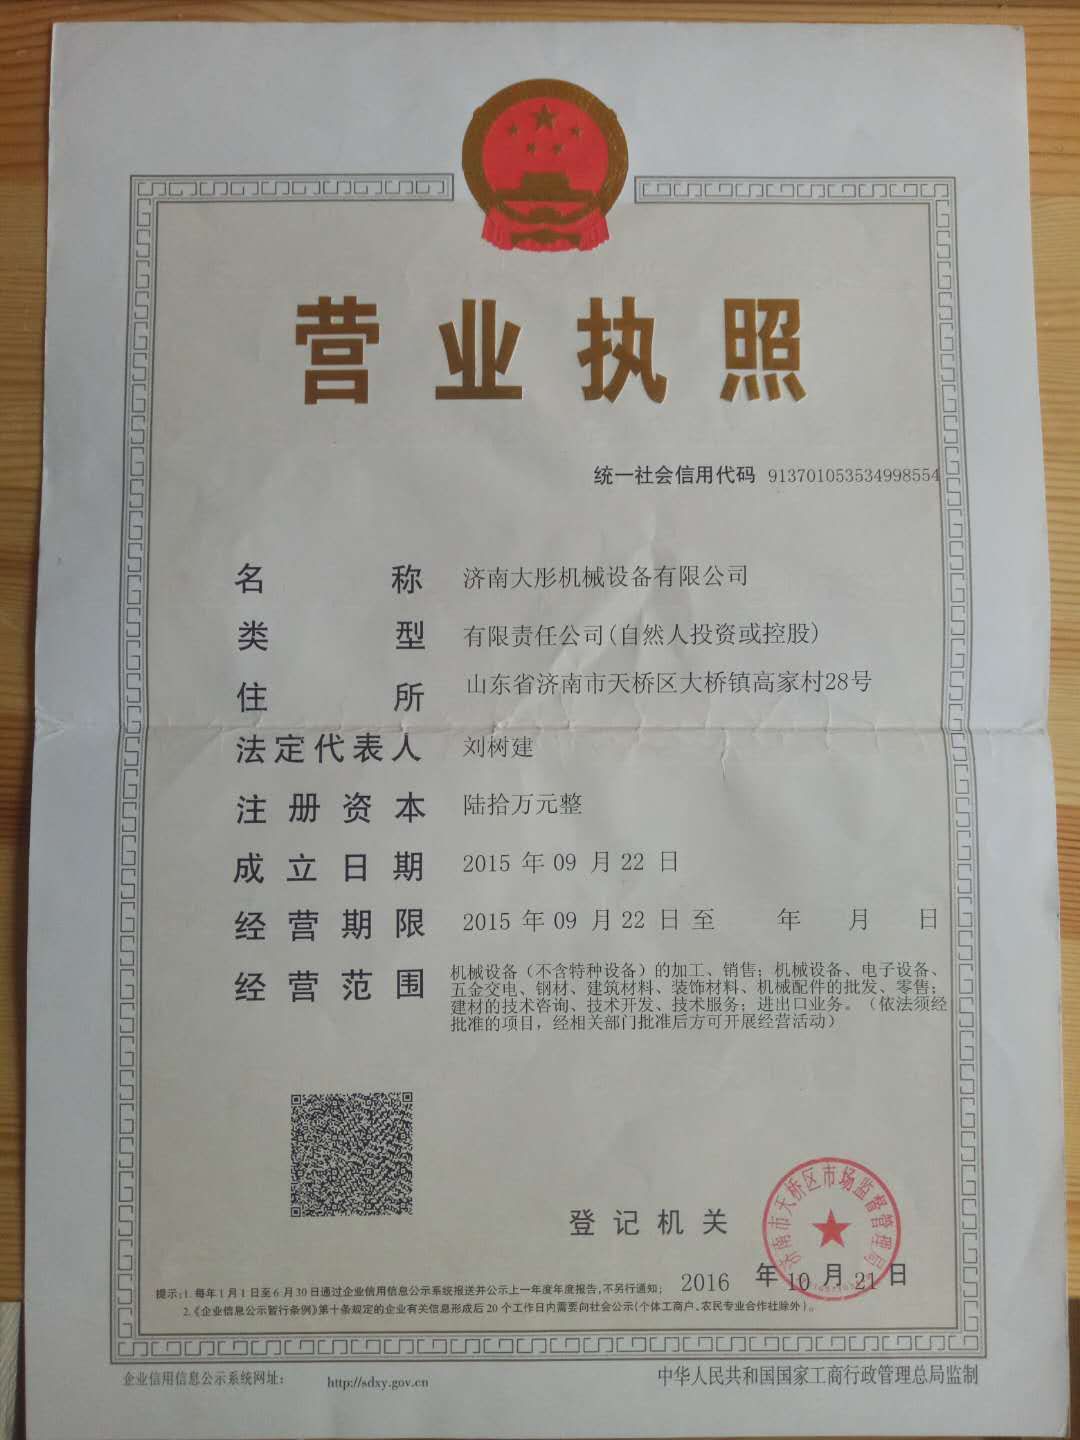 营业执照
统一社会信用代码 913701053534998554
名称 济南大彤机械设备有限公司
类型 有限责任公司(自然人投资或控股)
住所 山东省济南市天桥区大桥镇高家村28号
法定代表人 刘树建
注册资本 陆拾万元整
成立日期 2015 年 09 月 22 日
经营期限 2015 年 09 月 22 日 至 年 月 日
经营范围 机械设备（不含特种设备）的加工、销售；机械设备、电子设备、
五金交电、钢材、建筑材料、装饰材料、机械配件的批发、零售；
建材的技术咨询、技术开发、技术服务；进出口业务。（依法须经
批准的项目，经相关部门批准后方可开展经营活动）
济南市天桥区市场监督管理局
登记机关
2016 年 10 月 21 日
提示：1. 每年1月1日至6月30日通过企业信用信息公示系统报送并公示上一年度年度报告，不另行通知；
2.《企业信息公示暂行条例》第十条规定的企业有关信息形成后20个工作日内需要向社会公示（个体工商户、农民专业合作社除外）。
企业信用信息公示系统网址： http://sdxy.gov.cn
中华人民共和国国家工商行政管理总局监制